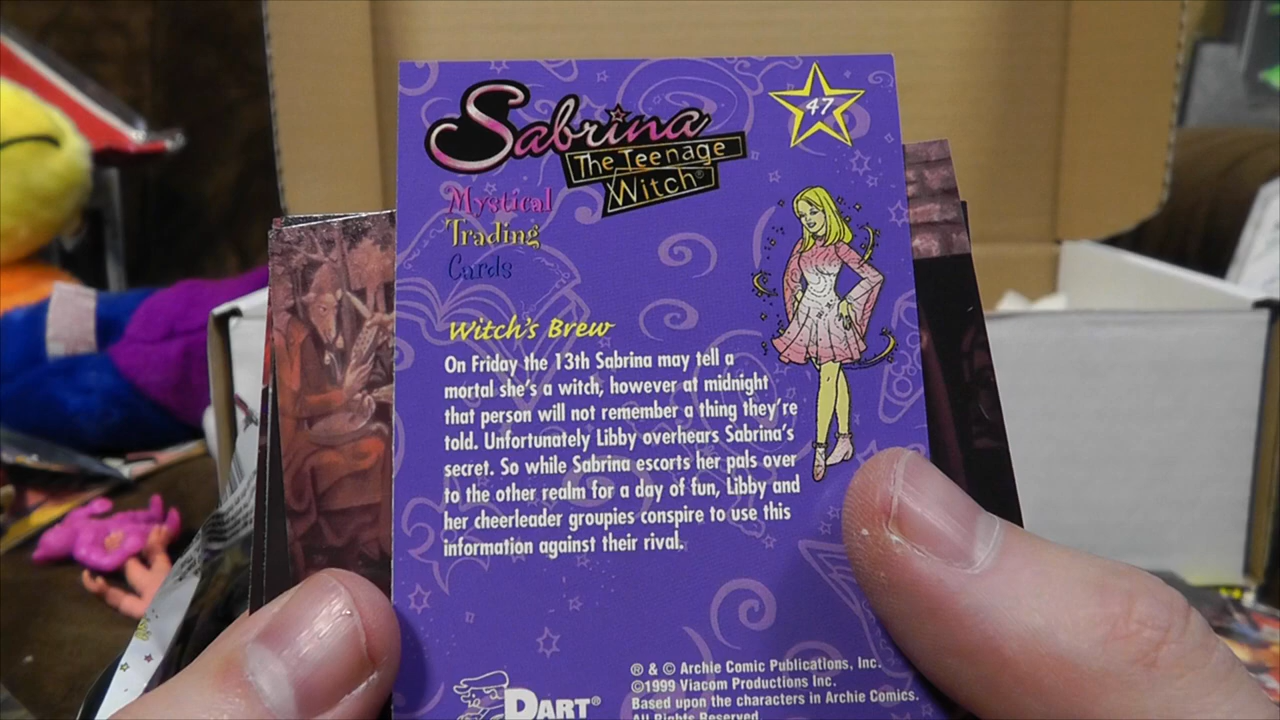 Sabrina
The Teenage
Witch®
47
Mystical
Trading
Cards
Witch's Brew
On Friday the 13th Sabrina may tell a
mortal she's a witch, however at midnight
that person will not remember a thing they're
told. Unfortunately Libby overhears Sabrina's
secret. So while Sabrina escorts her pals over
to the other realm for a day of fun, Libby and
her cheerleader groupies conspire to use this
information against their rival.
DART®
® & © Archie Comic Publications, Inc.
©1999 Viacom Productions Inc.
Based upon the characters in Archie Comics.
All Rights Reserved.